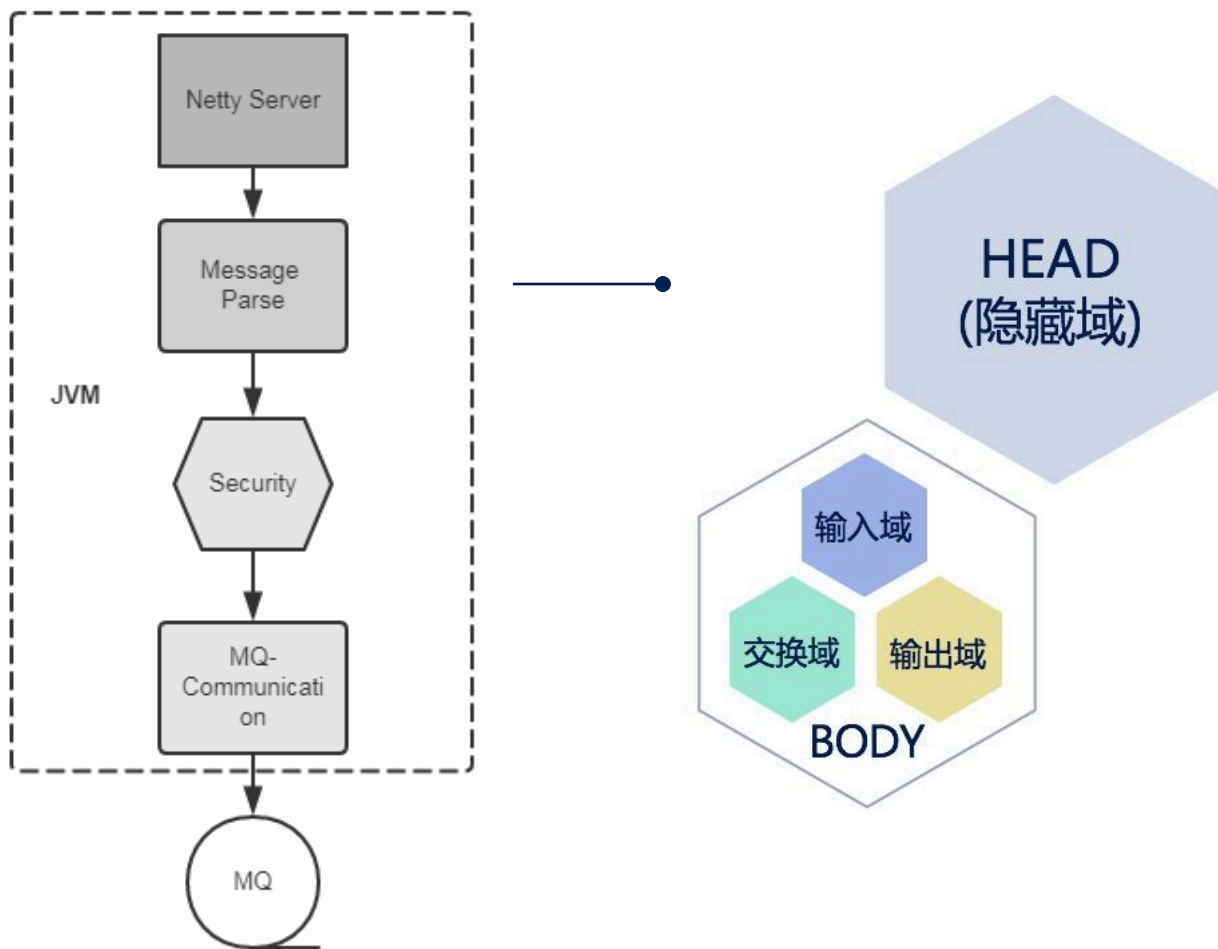 Netty Server
Message
Parse
JVM
Security
MQ-
Communicati
on
MQ
HEAD
(隐藏域)
输入域
交换域
输出域
BODY